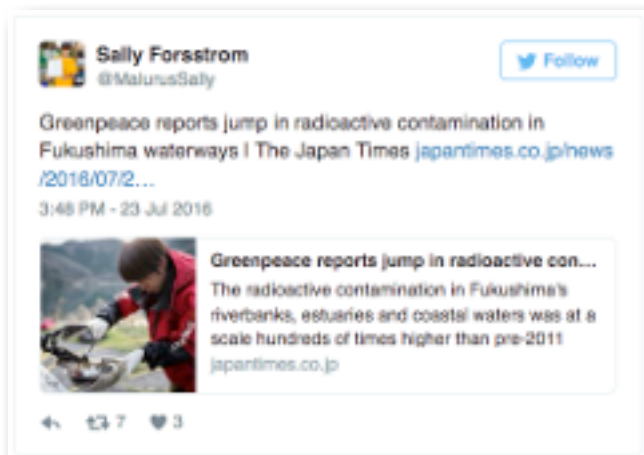 Sally Forsstrom
Follow
@MalurusSally
Greenpeace reports jump in radioactive contamination in
Fukushima waterways | The Japan Times japantimes.co.jp/news
/2016/07/2…
3:48 PM - 23 Jul 2016
Greenpeace reports jump in radioactive con...
The radioactive contamination in Fukushima's
riverbanks, estuaries and coastal waters was at a
scale hundreds of times higher than pre-2011
japantimes.co.jp
7 3